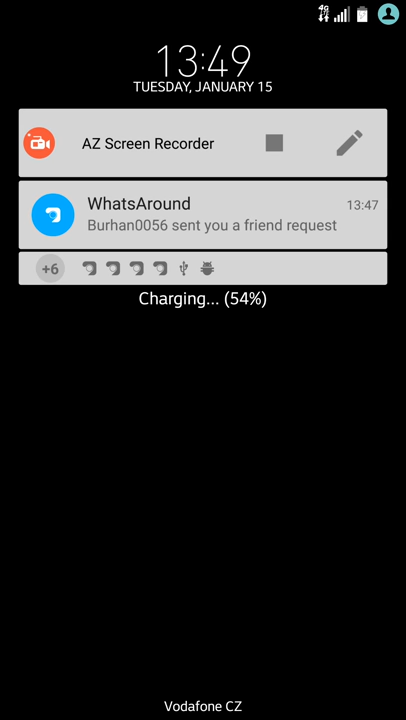 4G
13:49
TUESDAY, JANUARY 15
AZ Screen Recorder
WhatsAround
13:47
Burhan0056 sent you a friend request
+6
Charging... (54%)
Vodafone CZ